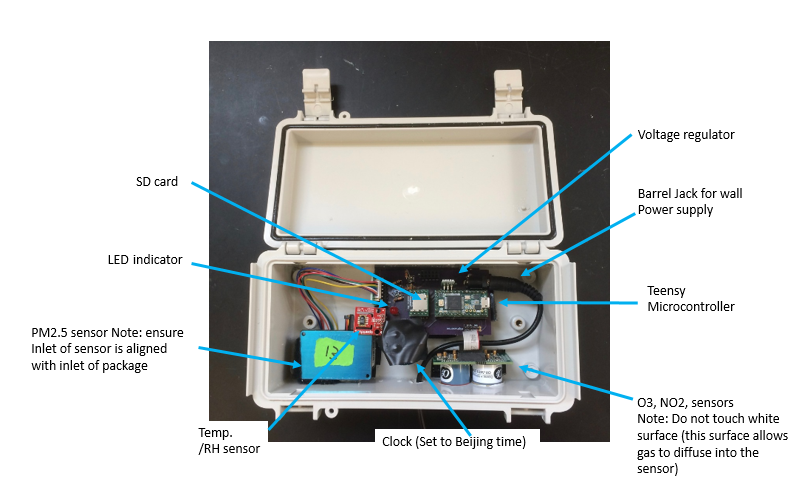 Voltage regulator
SD card
Barrel Jack for wall
Power supply
LED indicator
Teensy
Microcontroller
PM2.5 sensor Note: ensure
Inlet of sensor is aligned
with inlet of package
13
O3, NO2, sensors
Note: Do not touch white
surface (this surface allows
gas to diffuse into the
sensor)
Temp.
/RH sensor
Clock (Set to Beijing time)